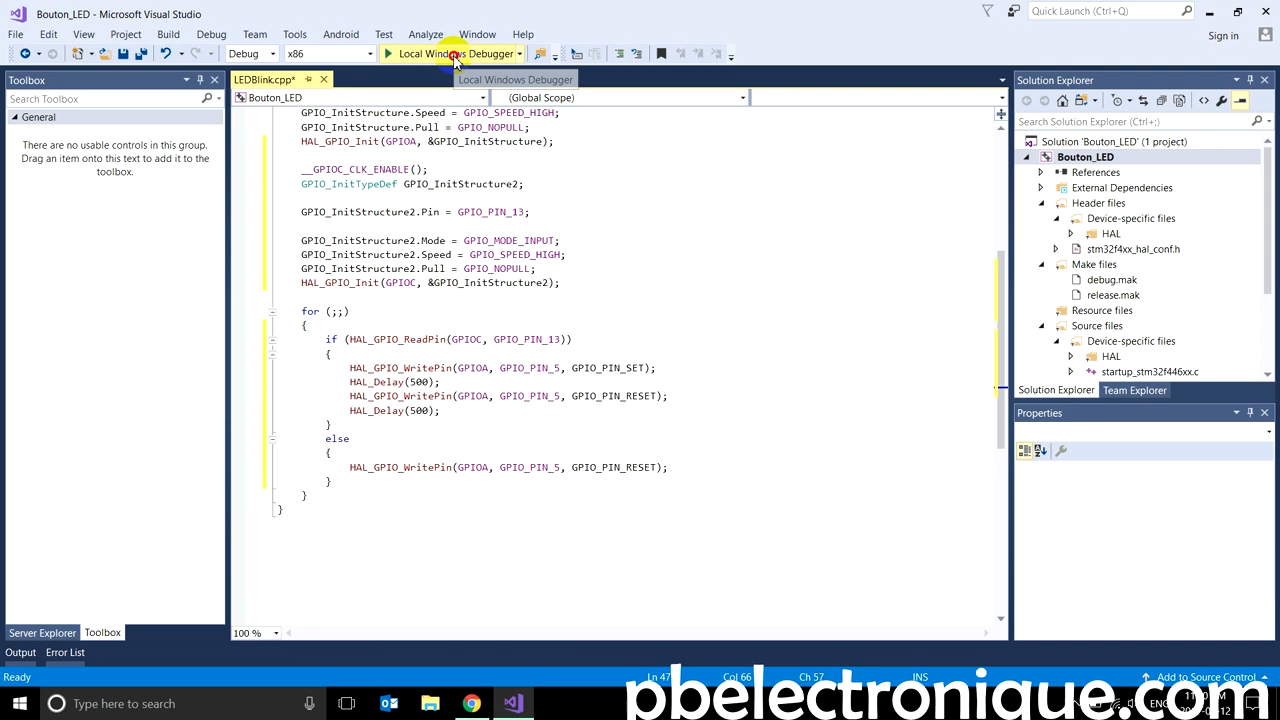 Bouton_LED - Microsoft Visual Studio
Quick Launch (Ctrl+Q)
File Edit View Project Build Debug Team Tools Android Test Analyze Window Help
Sign in
Debug x86 Local Windows Debugger
Local Windows Debugger
Toolbox
Search Toolbox
General
There are no usable controls in this group.
Drag an item onto this text to add it to the
toolbox.
Server Explorer Toolbox
LEDBlink.cpp*
Bouton_LED (Global Scope)
GPIO_InitStructure.Speed = GPIO_SPEED_HIGH;
GPIO_InitStructure.Pull = GPIO_NOPULL;
HAL_GPIO_Init(GPIOA, &GPIO_InitStructure);
__GPIOC_CLK_ENABLE();
GPIO_InitTypeDef GPIO_InitStructure2;
GPIO_InitStructure2.Pin = GPIO_PIN_13;
GPIO_InitStructure2.Mode = GPIO_MODE_INPUT;
GPIO_InitStructure2.Speed = GPIO_SPEED_HIGH;
GPIO_InitStructure2.Pull = GPIO_NOPULL;
HAL_GPIO_Init(GPIOC, &GPIO_InitStructure2);
for (;;)
{
if (HAL_GPIO_ReadPin(GPIOC, GPIO_PIN_13))
{
HAL_GPIO_WritePin(GPIOA, GPIO_PIN_5, GPIO_PIN_SET);
HAL_Delay(500);
HAL_GPIO_WritePin(GPIOA, GPIO_PIN_5, GPIO_PIN_RESET);
HAL_Delay(500);
}
else
{
HAL_GPIO_WritePin(GPIOA, GPIO_PIN_5, GPIO_PIN_RESET);
}
}
}
100 %
Solution Explorer
Search Solution Explorer (Ctrl+;)
Solution 'Bouton_LED' (1 project)
Bouton_LED
References
External Dependencies
Header files
Device-specific files
HAL
stm32f4xx_hal_conf.h
Make files
debug.mak
release.mak
Resource files
Source files
Device-specific files
HAL
startup_stm32f446xx.c
Solution Explorer Team Explorer
Properties
Output Error List
Ready Ln 47 Col 66 Ch 57 INS Add to Source Control
Type here to search
pbelectronique.com